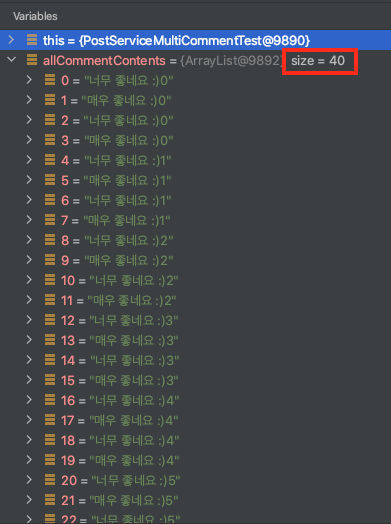 Variables
this = {PostServiceMultiCommentTest@9890}
allCommentContents = {ArrayList@9892} size = 40
0 = "너무 좋네요 :)0"
1 = "매우 좋네요 :)0"
2 = "너무 좋네요 :)0"
3 = "매우 좋네요 :)0"
4 = "너무 좋네요 :)1"
5 = "매우 좋네요 :)1"
6 = "너무 좋네요 :)1"
7 = "매우 좋네요 :)1"
8 = "너무 좋네요 :)2"
9 = "매우 좋네요 :)2"
10 = "너무 좋네요 :)2"
11 = "매우 좋네요 :)2"
12 = "너무 좋네요 :)3"
13 = "매우 좋네요 :)3"
14 = "너무 좋네요 :)3"
15 = "매우 좋네요 :)3"
16 = "너무 좋네요 :)4"
17 = "매우 좋네요 :)4"
18 = "너무 좋네요 :)4"
19 = "매우 좋네요 :)4"
20 = "너무 좋네요 :)5"
21 = "매우 좋네요 :)5"
22 = "너무 좋네요 :)5"